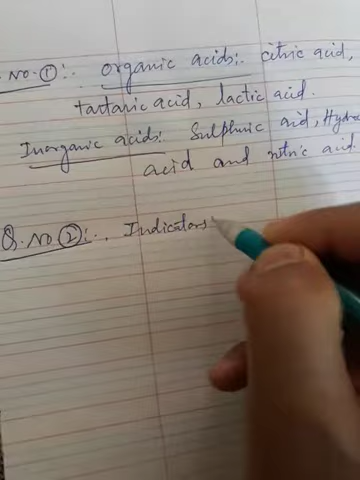 . No. ①:. Organic acids:. citric acid,
tartaric acid, lactic acid.
Inorganic acids: Sulphuric aid, Hydro
acid and nitric acid.
Q. No ②:.. Indicators